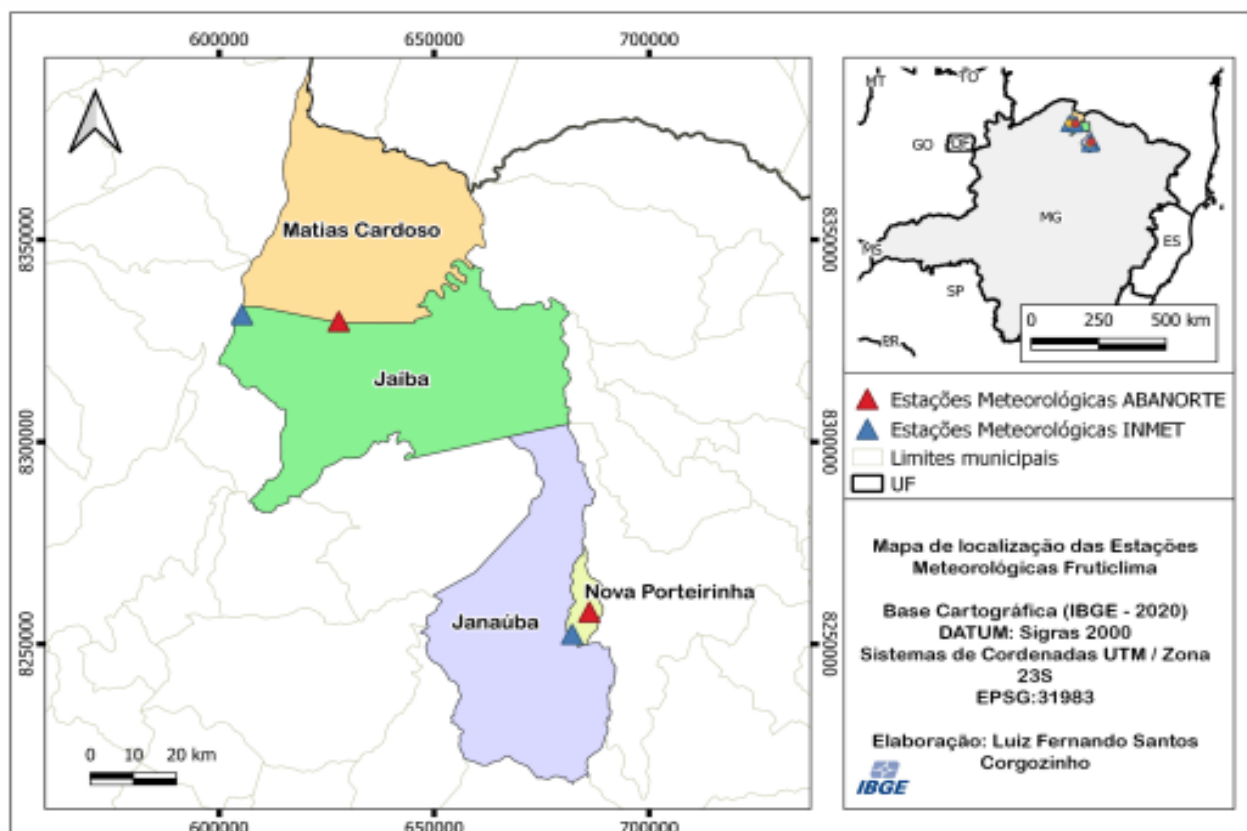 600000
650000
700000
8350000
8300000
8250000
Matias Cardoso
Jaíba
Janaúba
Nova Porteirinha
0 10 20 km
8350000
8300000
8250000
600000
650000
700000
MT
TO
GO
DF
MG
ES
MS
SP
PR
0 250 500 km
Estações Meteorológicas ABANORTE
Estações Meteorológicas INMET
Limites municipais
UF
Mapa de localização das Estações
Meteorológicas Fruticlima
Base Cartográfica (IBGE - 2020)
DATUM: Sigras 2000
Sistemas de Cordenadas UTM / Zona
23S
EPSG:31983
Elaboração: Luiz Fernando Santos
Corgozinho
IBGE